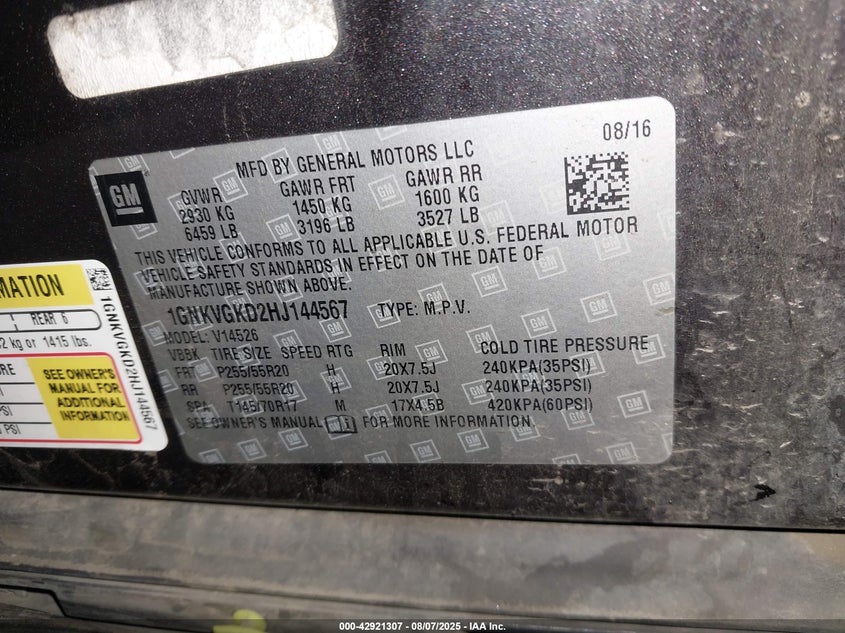 08/16
MFD BY GENERAL MOTORS LLC
GM
GVWR GAWR FRT GAWR RR
2930 KG 1450 KG 1600 KG
6459 LB 3196 LB 3527 LB
THIS VEHICLE CONFORMS TO ALL APPLICABLE U.S. FEDERAL MOTOR
VEHICLE SAFETY STANDARDS IN EFFECT ON THE DATE OF
MANUFACTURE SHOWN ABOVE.
1GNKVGKD2HJ144567 TYPE: M.P.V.
MODEL: V14526
VBBK TIRE SIZE SPEED RTG RIM COLD TIRE PRESSURE
FRT P255/55R20 H 20X7.5J 240KPA(35PSI)
RR P255/55R20 H 20X7.5J 240KPA(35PSI)
SPA T145/70R17 M 17X4.5B 420KPA(60PSI)
SEE OWNER'S MANUAL FOR MORE INFORMATION.
REAR 6
kg or 1415 lbs.
SEE OWNER'S
MANUAL FOR
ADDITIONAL
INFORMATION
PSI
1GNKVGKD2HJ144567
000-42921307 - 08/07/2025 - IAA Inc.